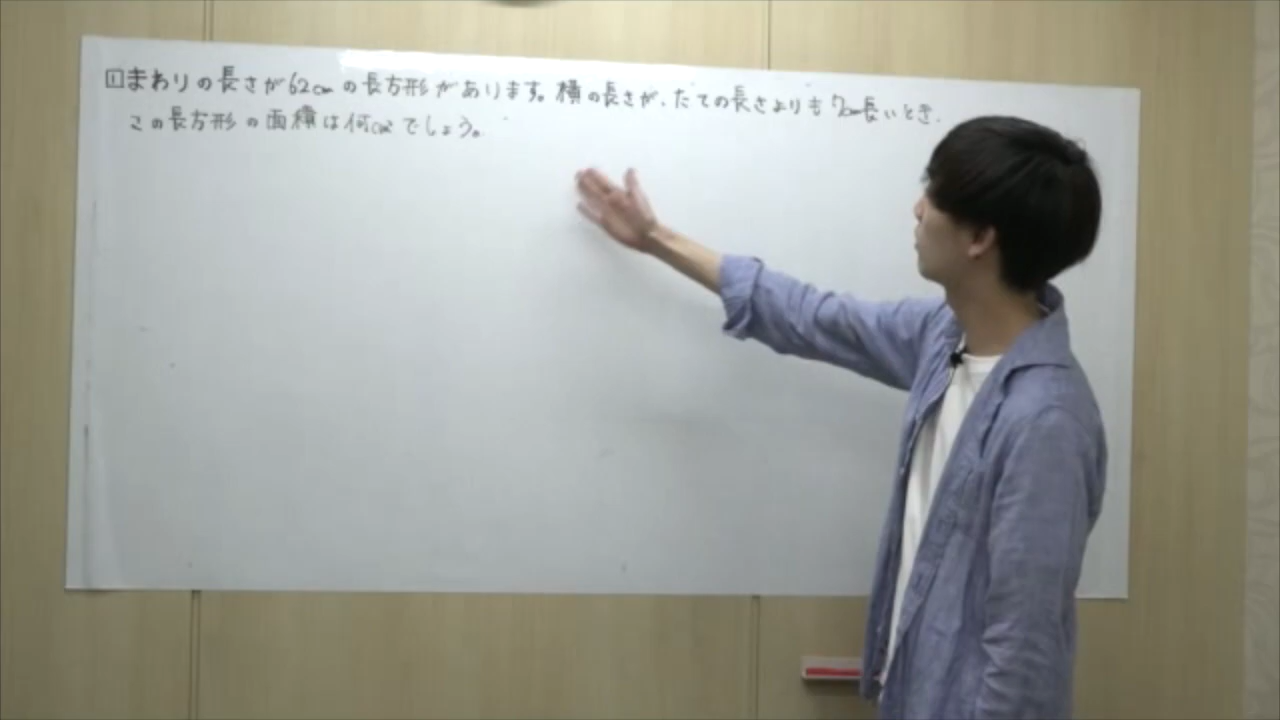 1 まわりの長さが62cmの長方形があります。横の長さが、たての長さよりも7cm長いとき、
この長方形の面積は何cm²でしょう。